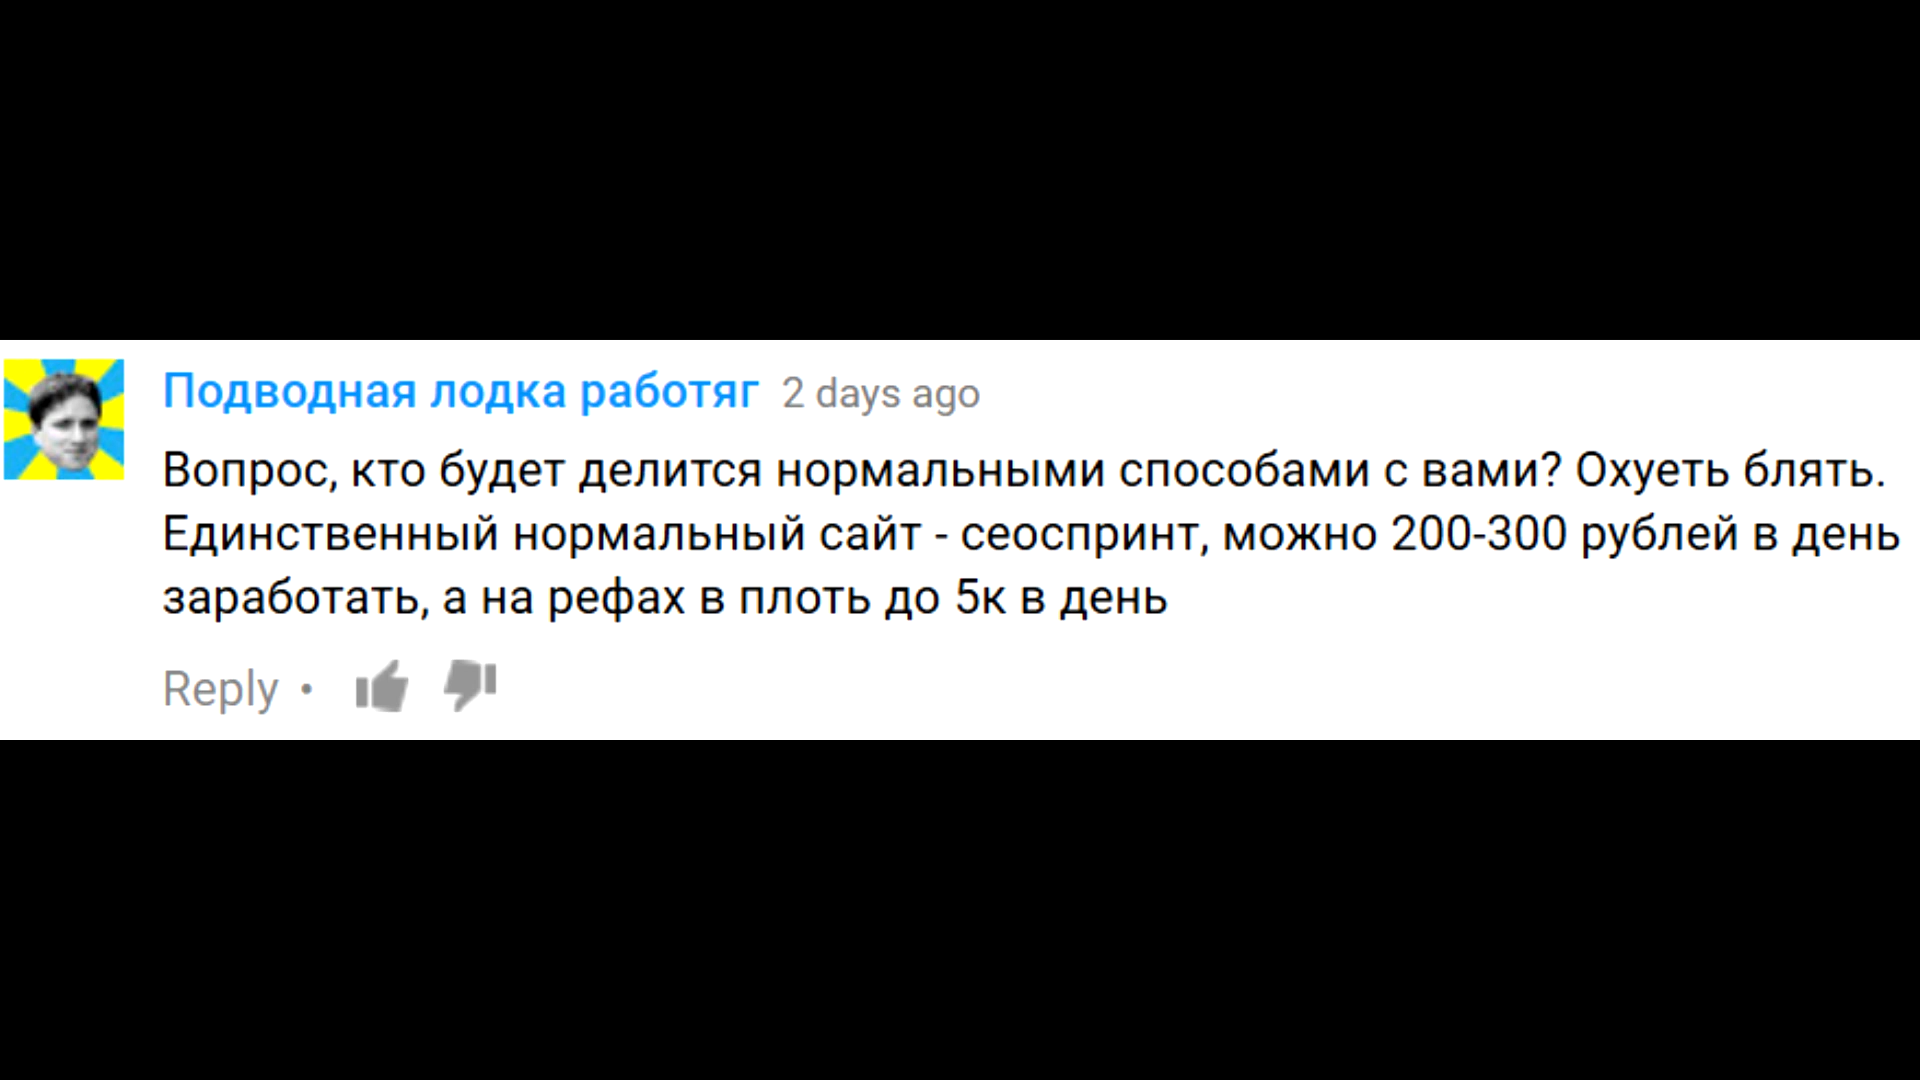 Подводная лодка работяг 2 days ago
Вопрос, кто будет делится нормальными способами с вами? Охуеть блять.
Единственный нормальный сайт - сеоспринт, можно 200-300 рублей в день
заработать, а на рефах в плоть до 5к в день
Reply •